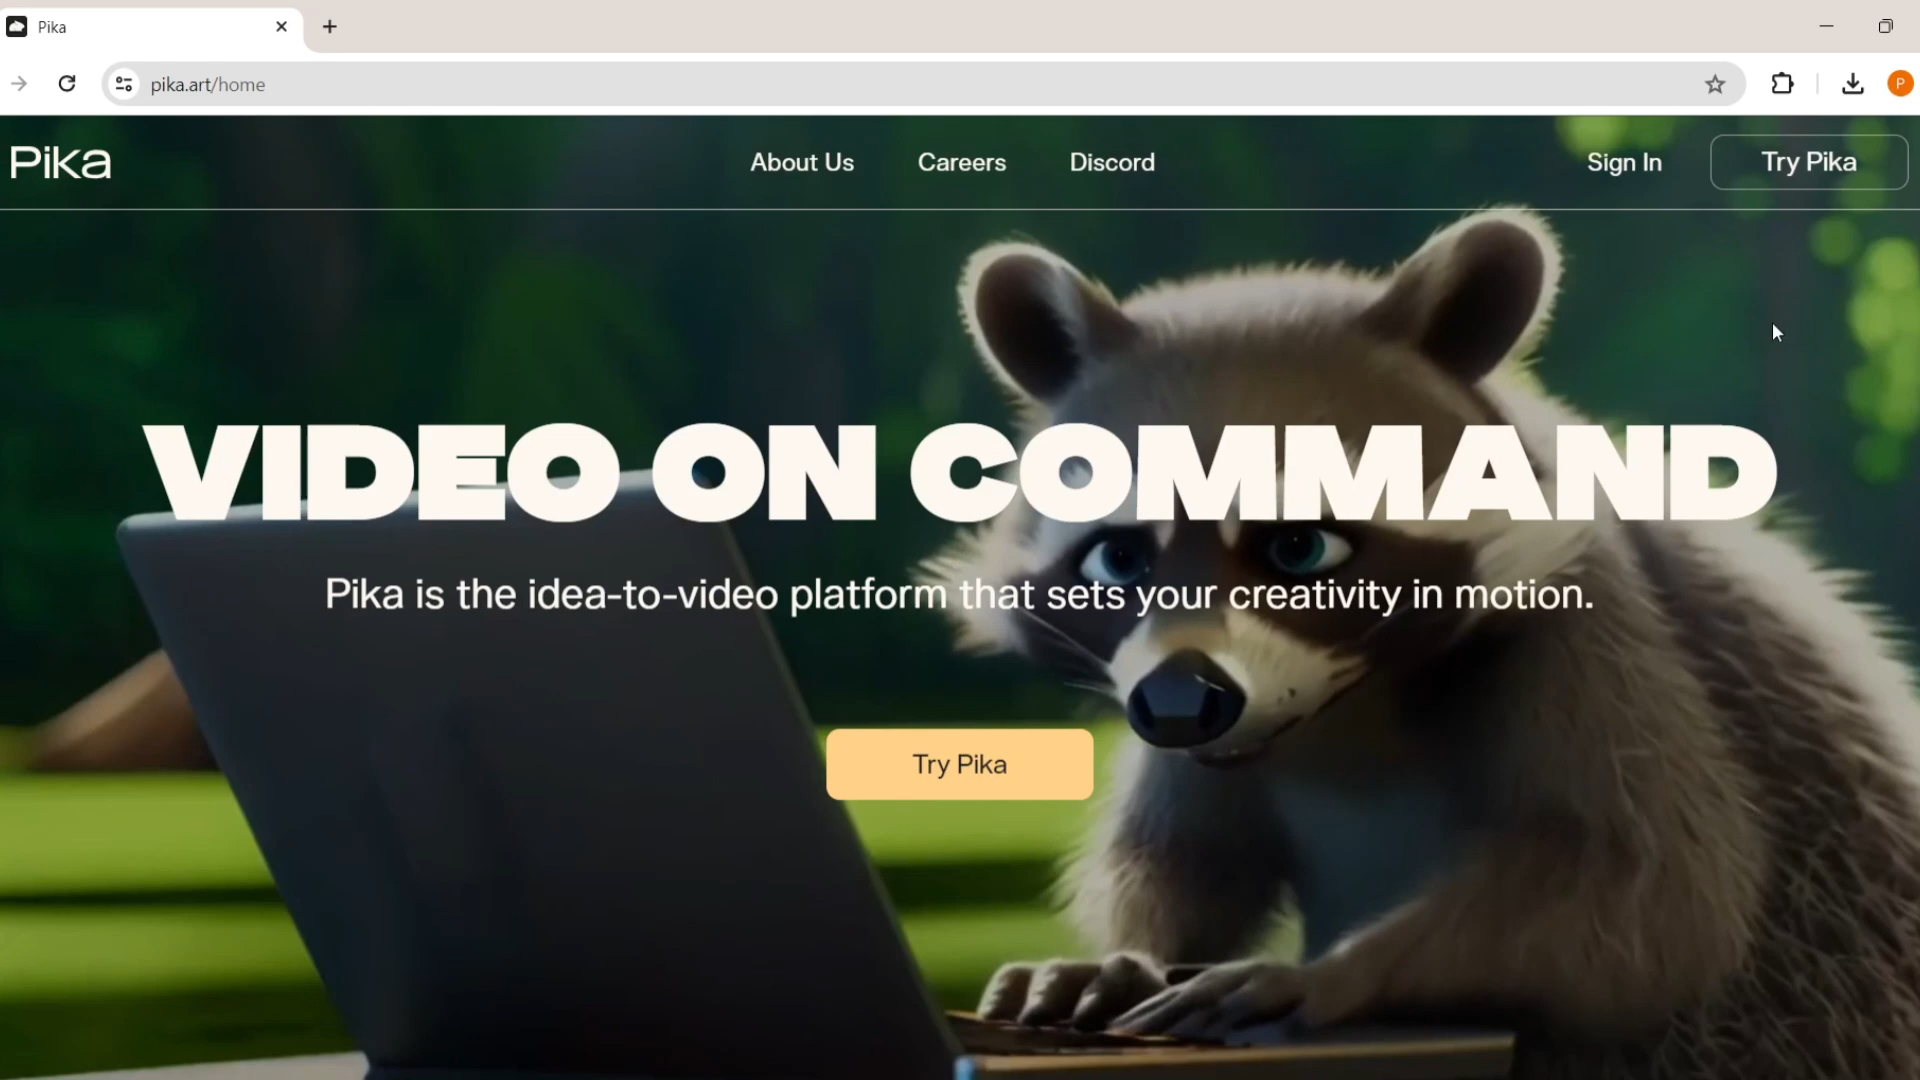 Pika
pika.art/home
P
Pika
About Us
Careers
Discord
Sign In
Try Pika
VIDEO ON COMMAND
Pika is the idea-to-video platform that sets your creativity in motion.
Try Pika